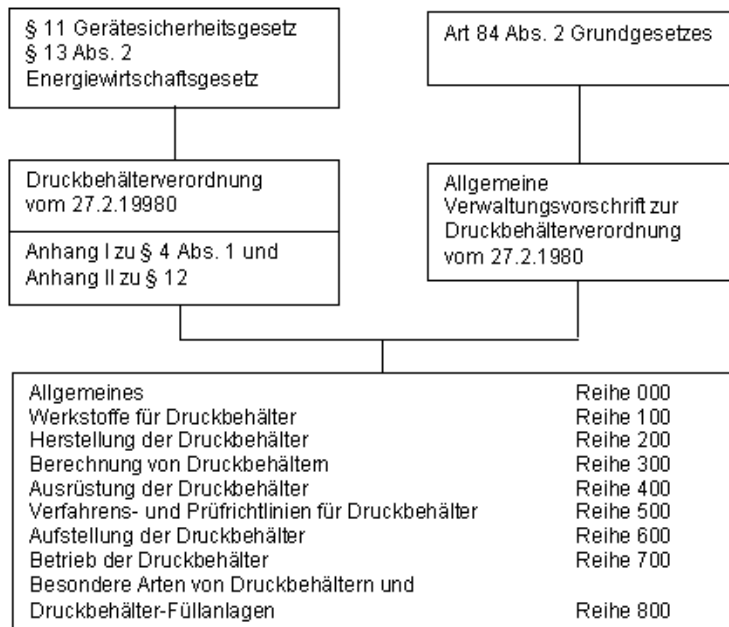 § 11 Gerätesicherheitsgesetz
§ 13 Abs. 2
Energiewirtschaftsgesetz
Art 84 Abs. 2 Grundgesetzes
Druckbehälterverordnung
vom 27.2.19980
Anhang I zu § 4 Abs. 1 und
Anhang II zu § 12
Allgemeine
Verwaltungsvorschrift zur
Druckbehälterverordnung
vom 27.2.1980
Allgemeines Reihe 000
Werkstoffe für Druckbehälter Reihe 100
Herstellung der Druckbehälter Reihe 200
Berechnung von Druckbehältern Reihe 300
Ausrüstung der Druckbehälter Reihe 400
Verfahrens- und Prüfrichtlinien für Druckbehälter Reihe 500
Aufstellung der Druckbehälter Reihe 600
Betrieb der Druckbehälter Reihe 700
Besondere Arten von Druckbehältern und
Druckbehälter-Füllanlagen Reihe 800